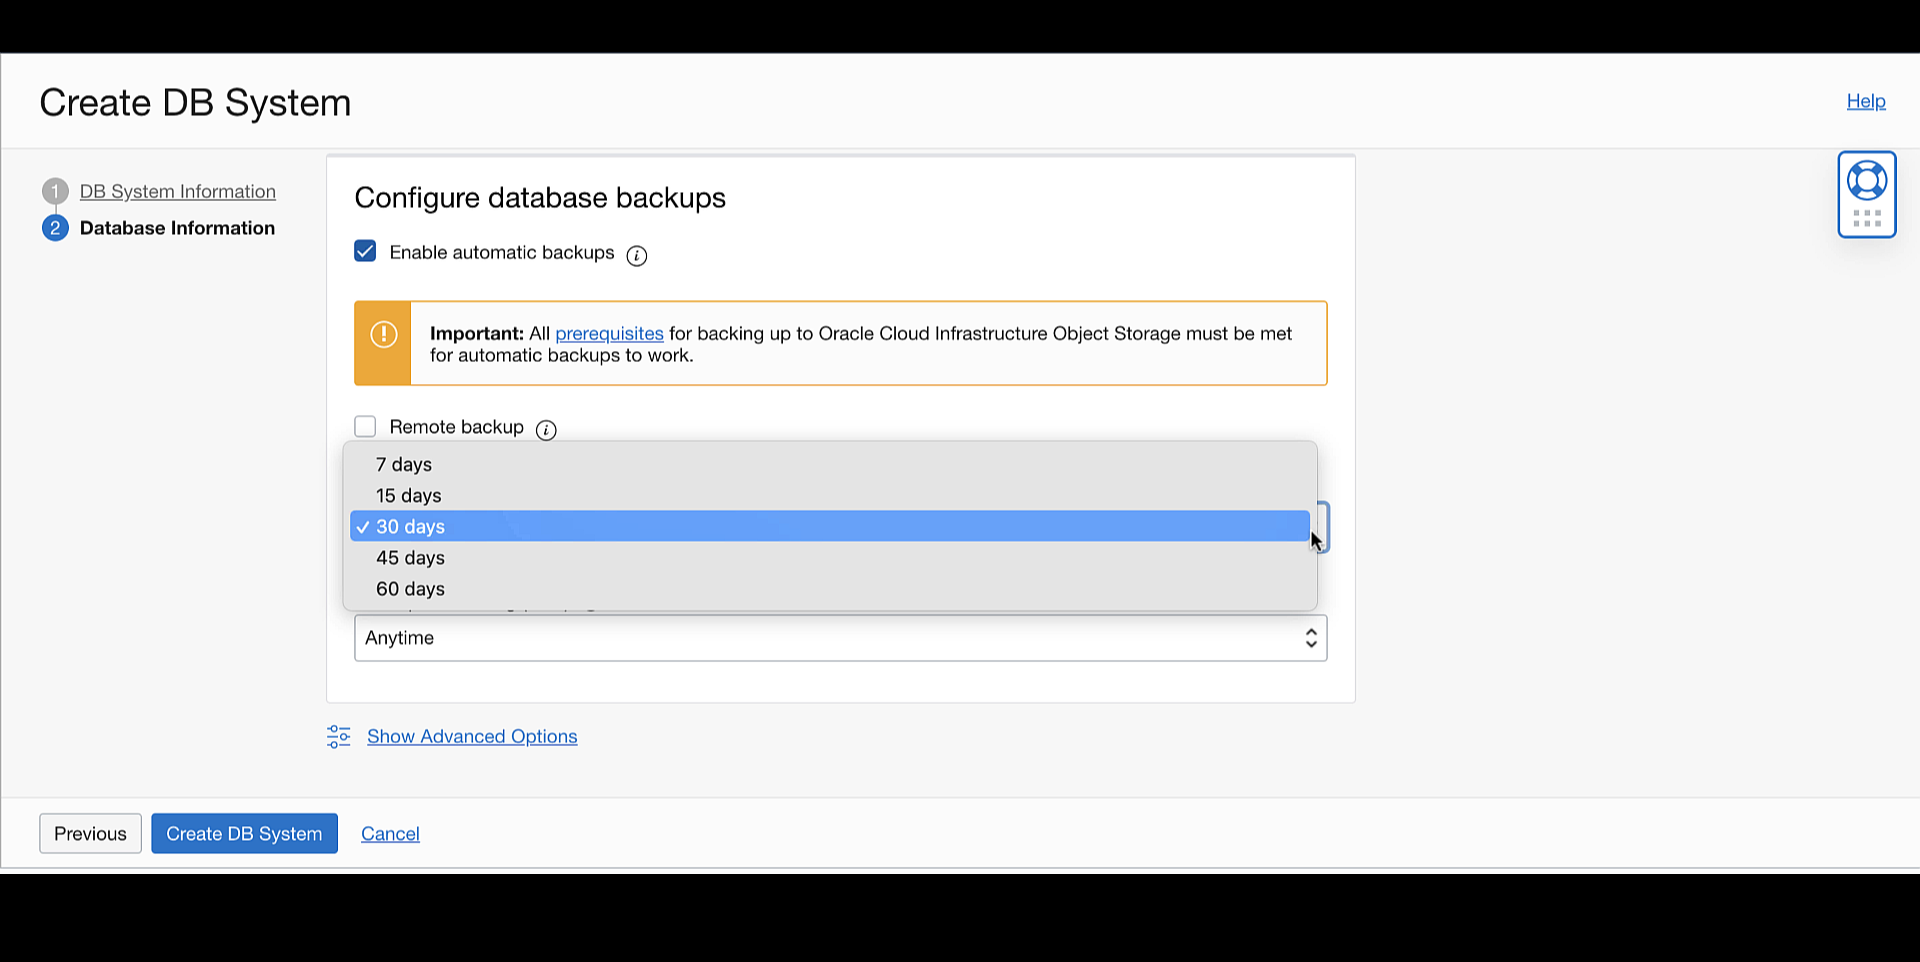 Create DB System
Help
1 DB System Information
2 Database Information
Configure database backups
Enable automatic backups i
Important: All prerequisites for backing up to Oracle Cloud Infrastructure Object Storage must be met
for automatic backups to work.
Remote backup i
7 days
15 days
✓ 30 days
45 days
60 days
Anytime
Show Advanced Options
Previous
Create DB System
Cancel